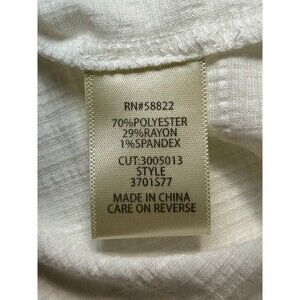 RN#58822
70%POLYESTER
29%RAYON
1%SPANDEX
CUT:3005013
STYLE
3701S77
MADE IN CHINA
CARE ON REVERSE